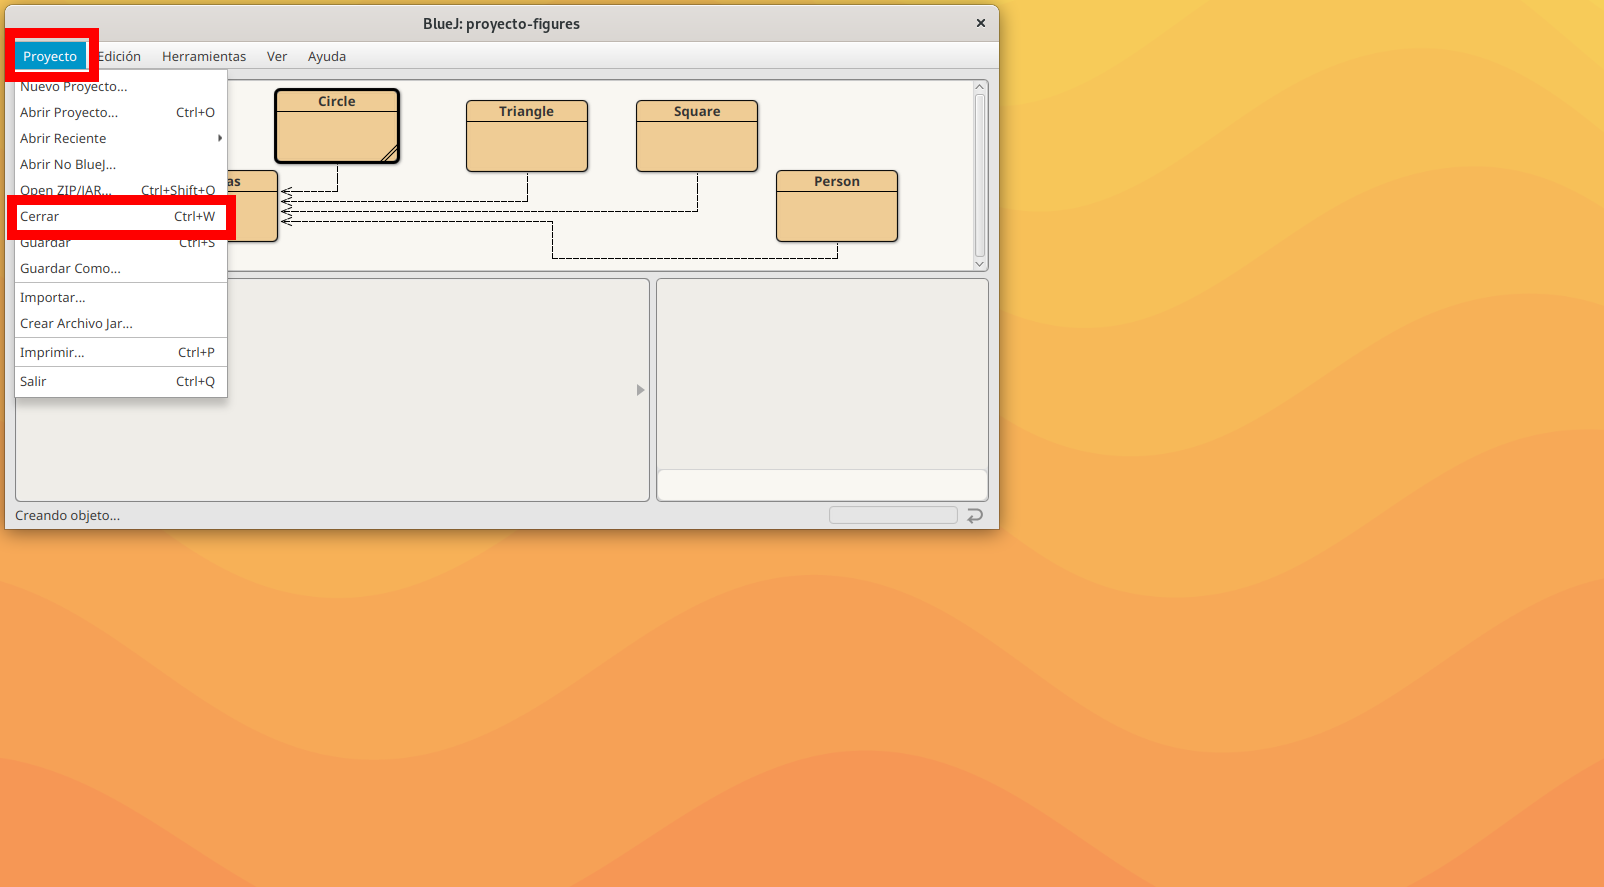 BlueJ: proyecto-figures
Proyecto Edición Herramientas Ver Ayuda
Nuevo Proyecto...
Abrir Proyecto... Ctrl+O
Abrir Reciente
Abrir No BlueJ...
Open ZIP/JAR... Ctrl+Shift+O
Cerrar Ctrl+W
Guardar Ctrl+S
Guardar Como...
Importar...
Crear Archivo Jar...
Imprimir... Ctrl+P
Salir Ctrl+Q
Circle
Triangle
Square
as
Person
Creando objeto...